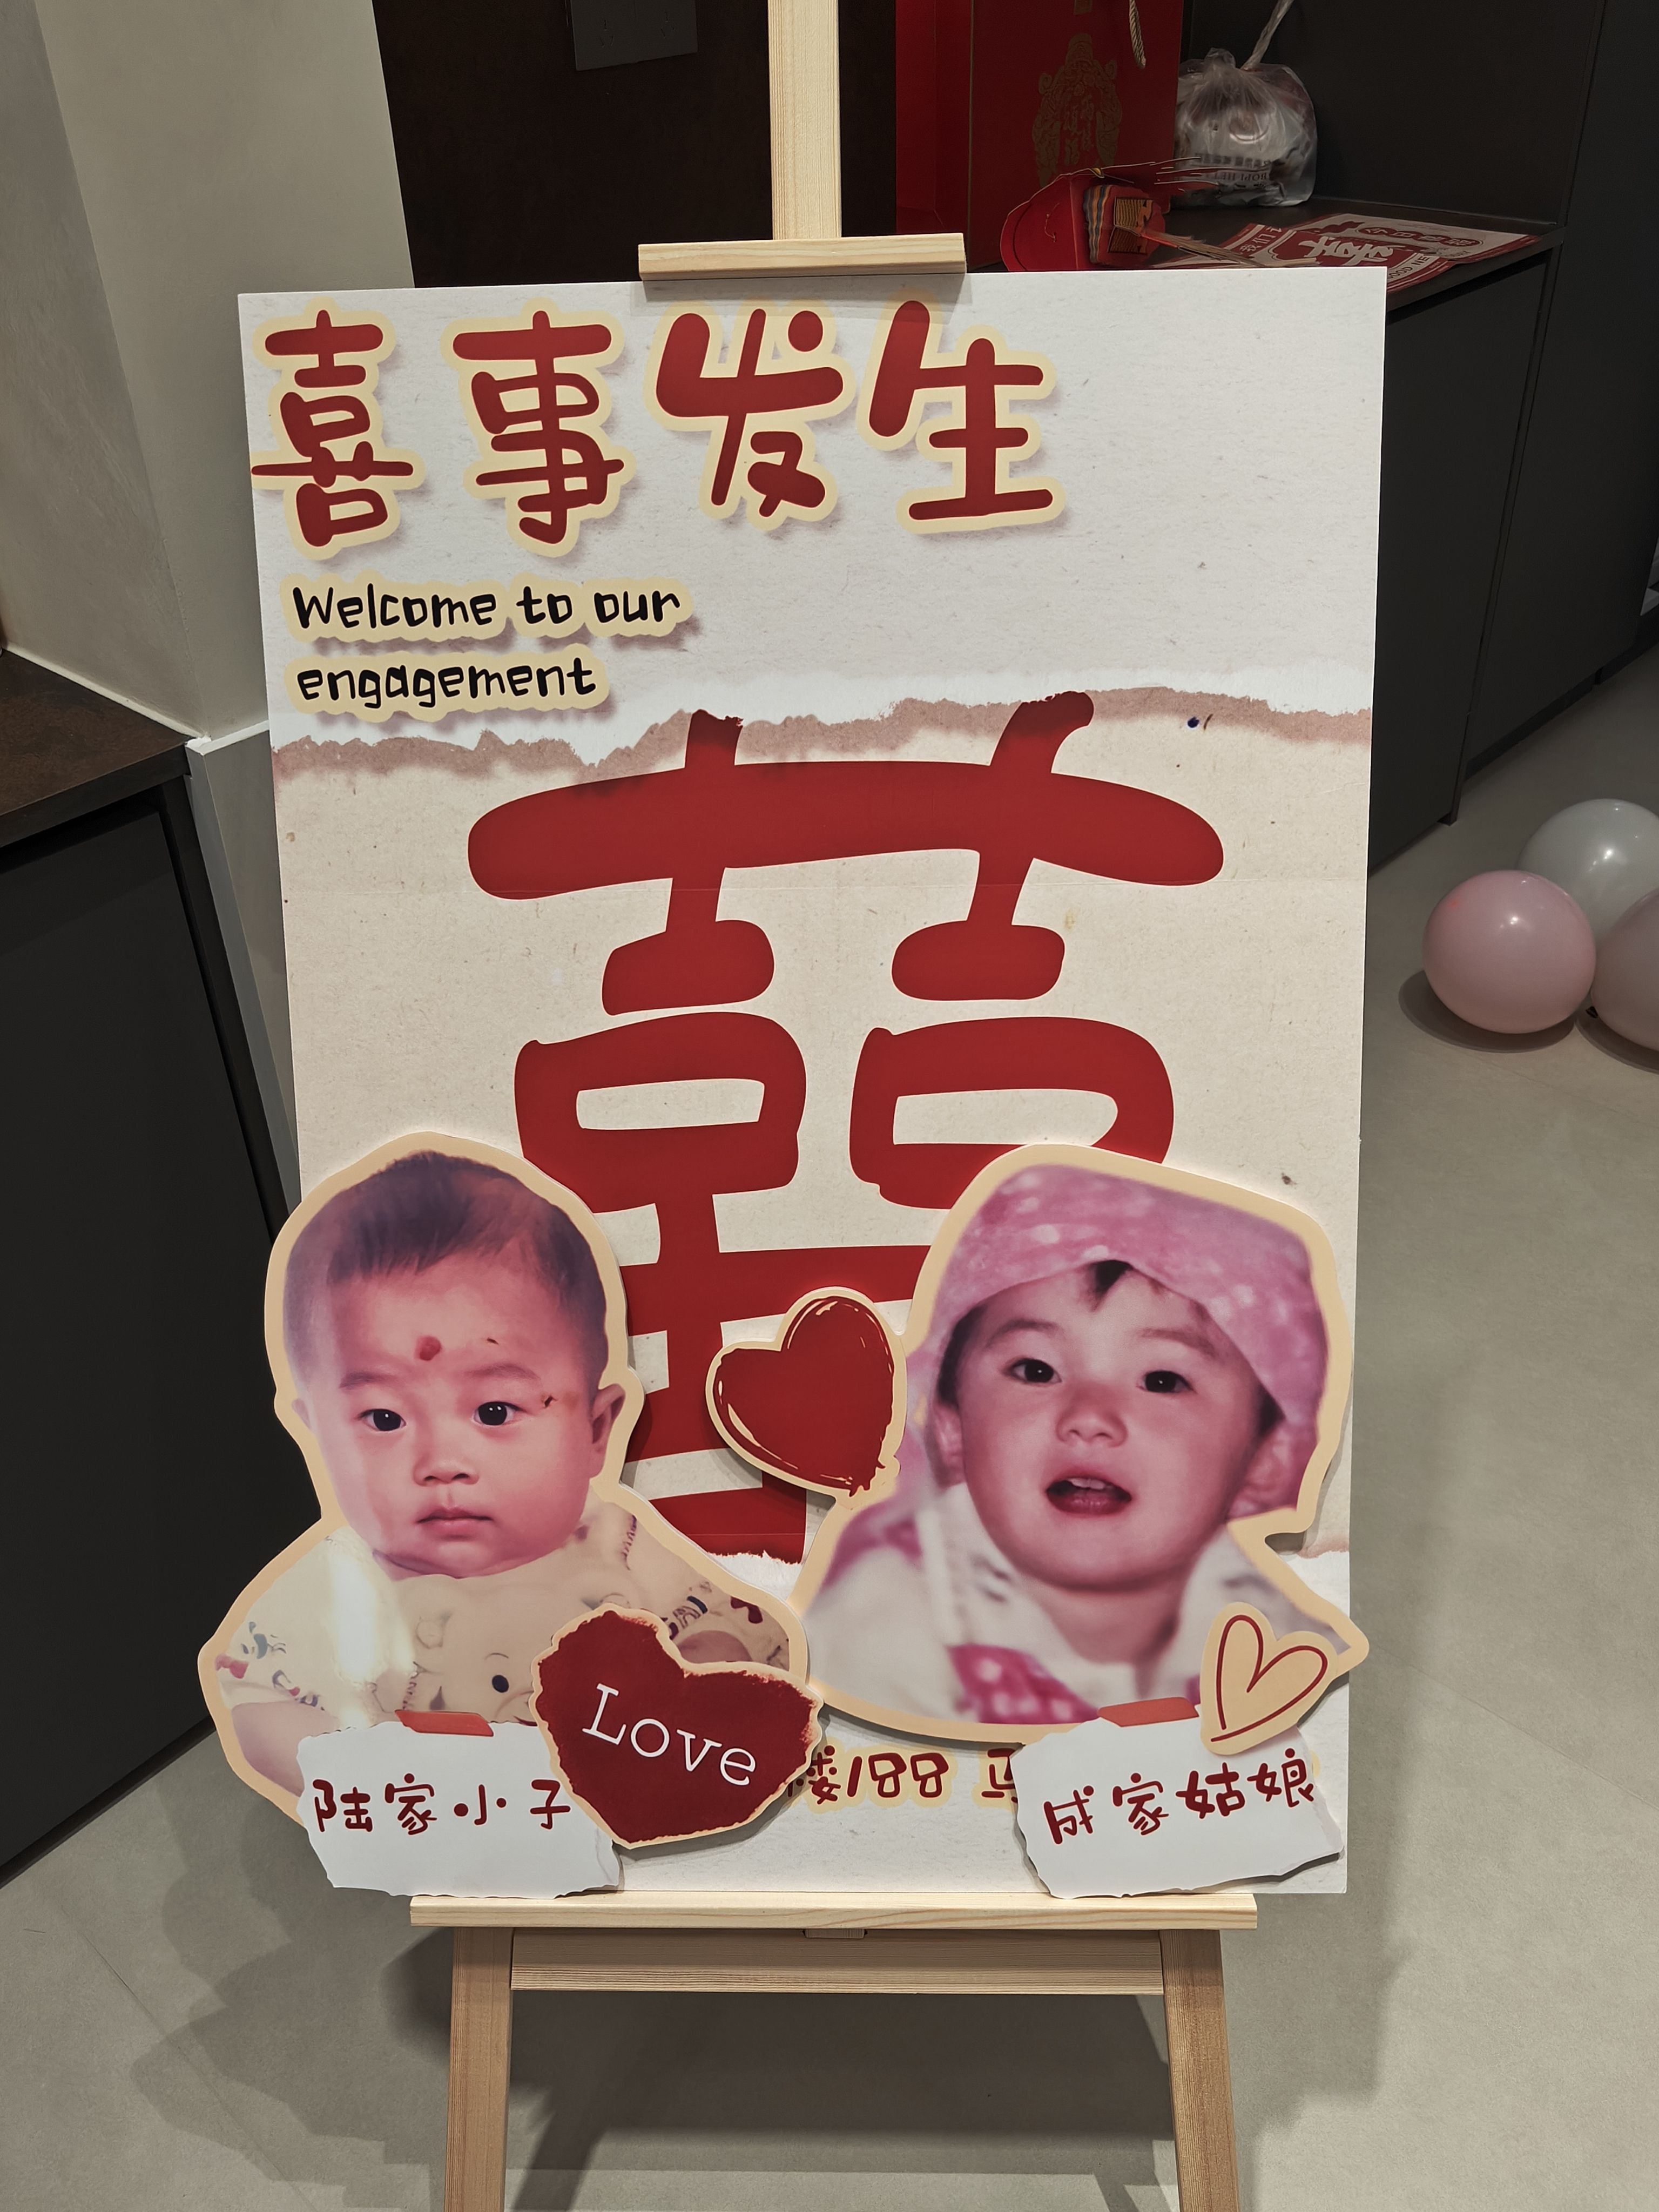 喜事发生
Welcome to our
engagement
囍
Love
楼188
陆家小子
成家姑娘